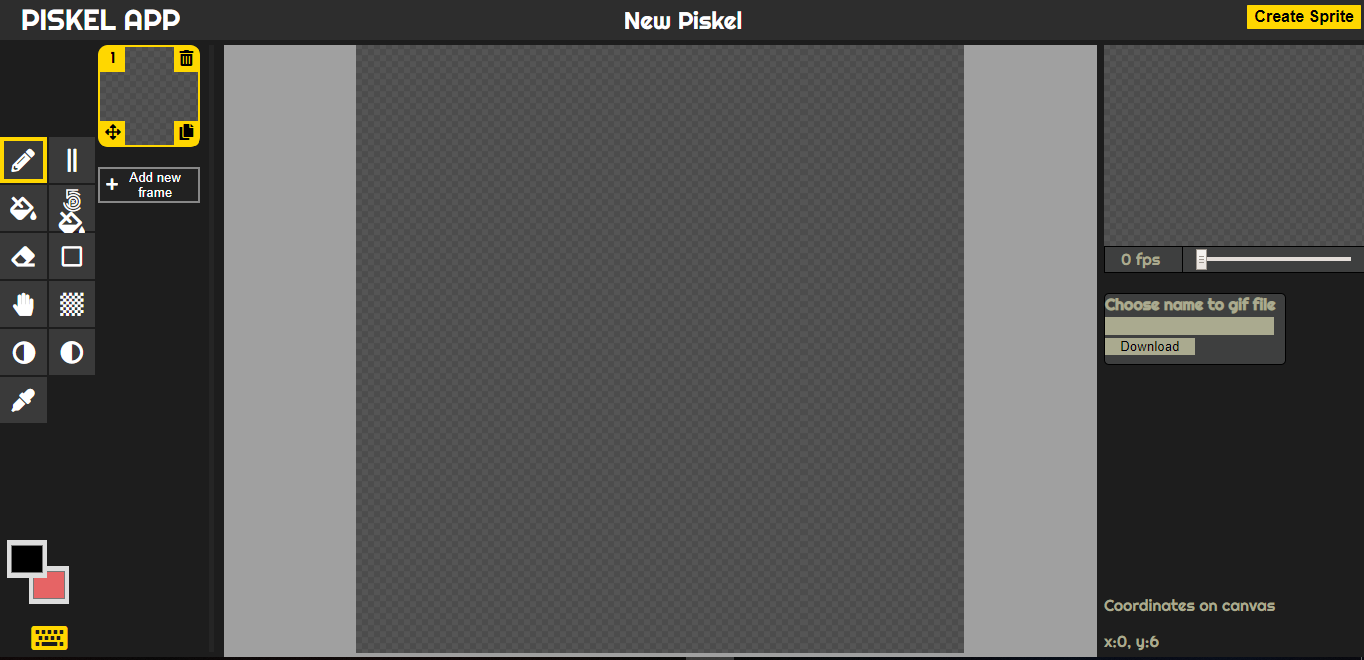 PISKEL APP
New Piskel
Create Sprite
1
Add new
frame
5
0 fps
Choose name to gif file
Download
Coordinates on canvas
x:0, y:6